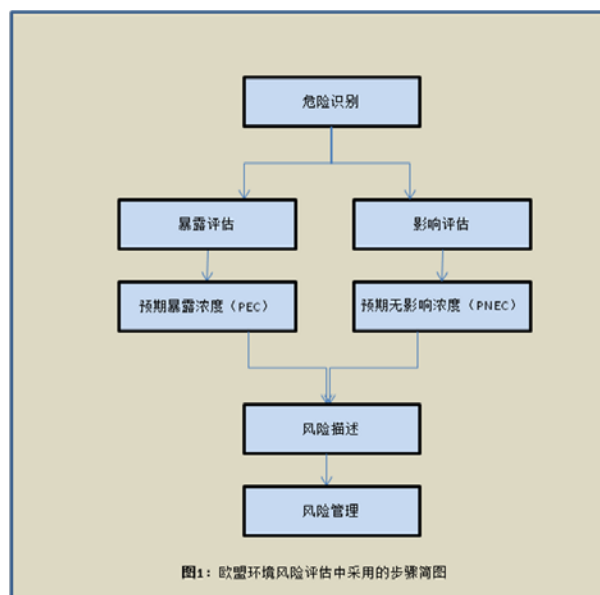 危险识别
暴露评估
影响评估
预期暴露浓度（PEC）
预期无影响浓度（PNEC）
风险描述
风险管理
图1：欧盟环境风险评估中采用的步骤简图